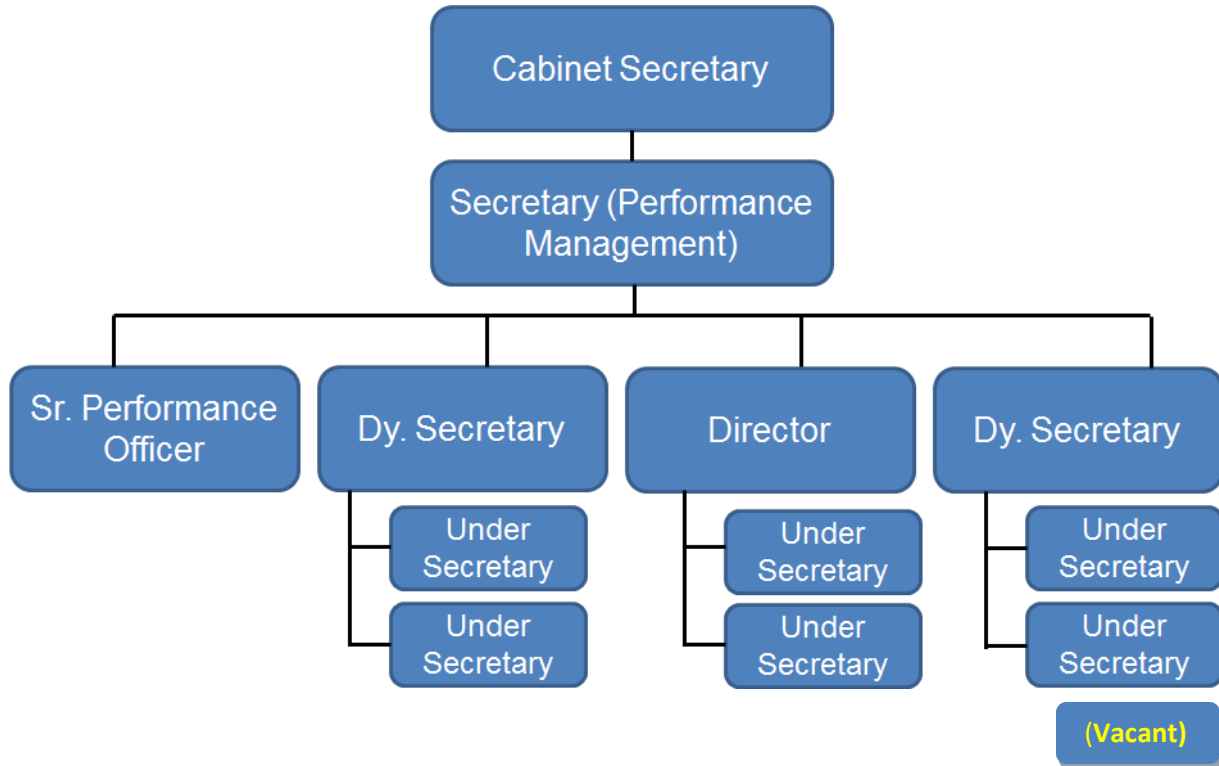 Cabinet Secretary
Secretary (Performance
Management)
Sr. Performance
Officer
Dy. Secretary
Director
Dy. Secretary
Under
Secretary
Under
Secretary
Under
Secretary
Under
Secretary
Under
Secretary
Under
Secretary
(Vacant)